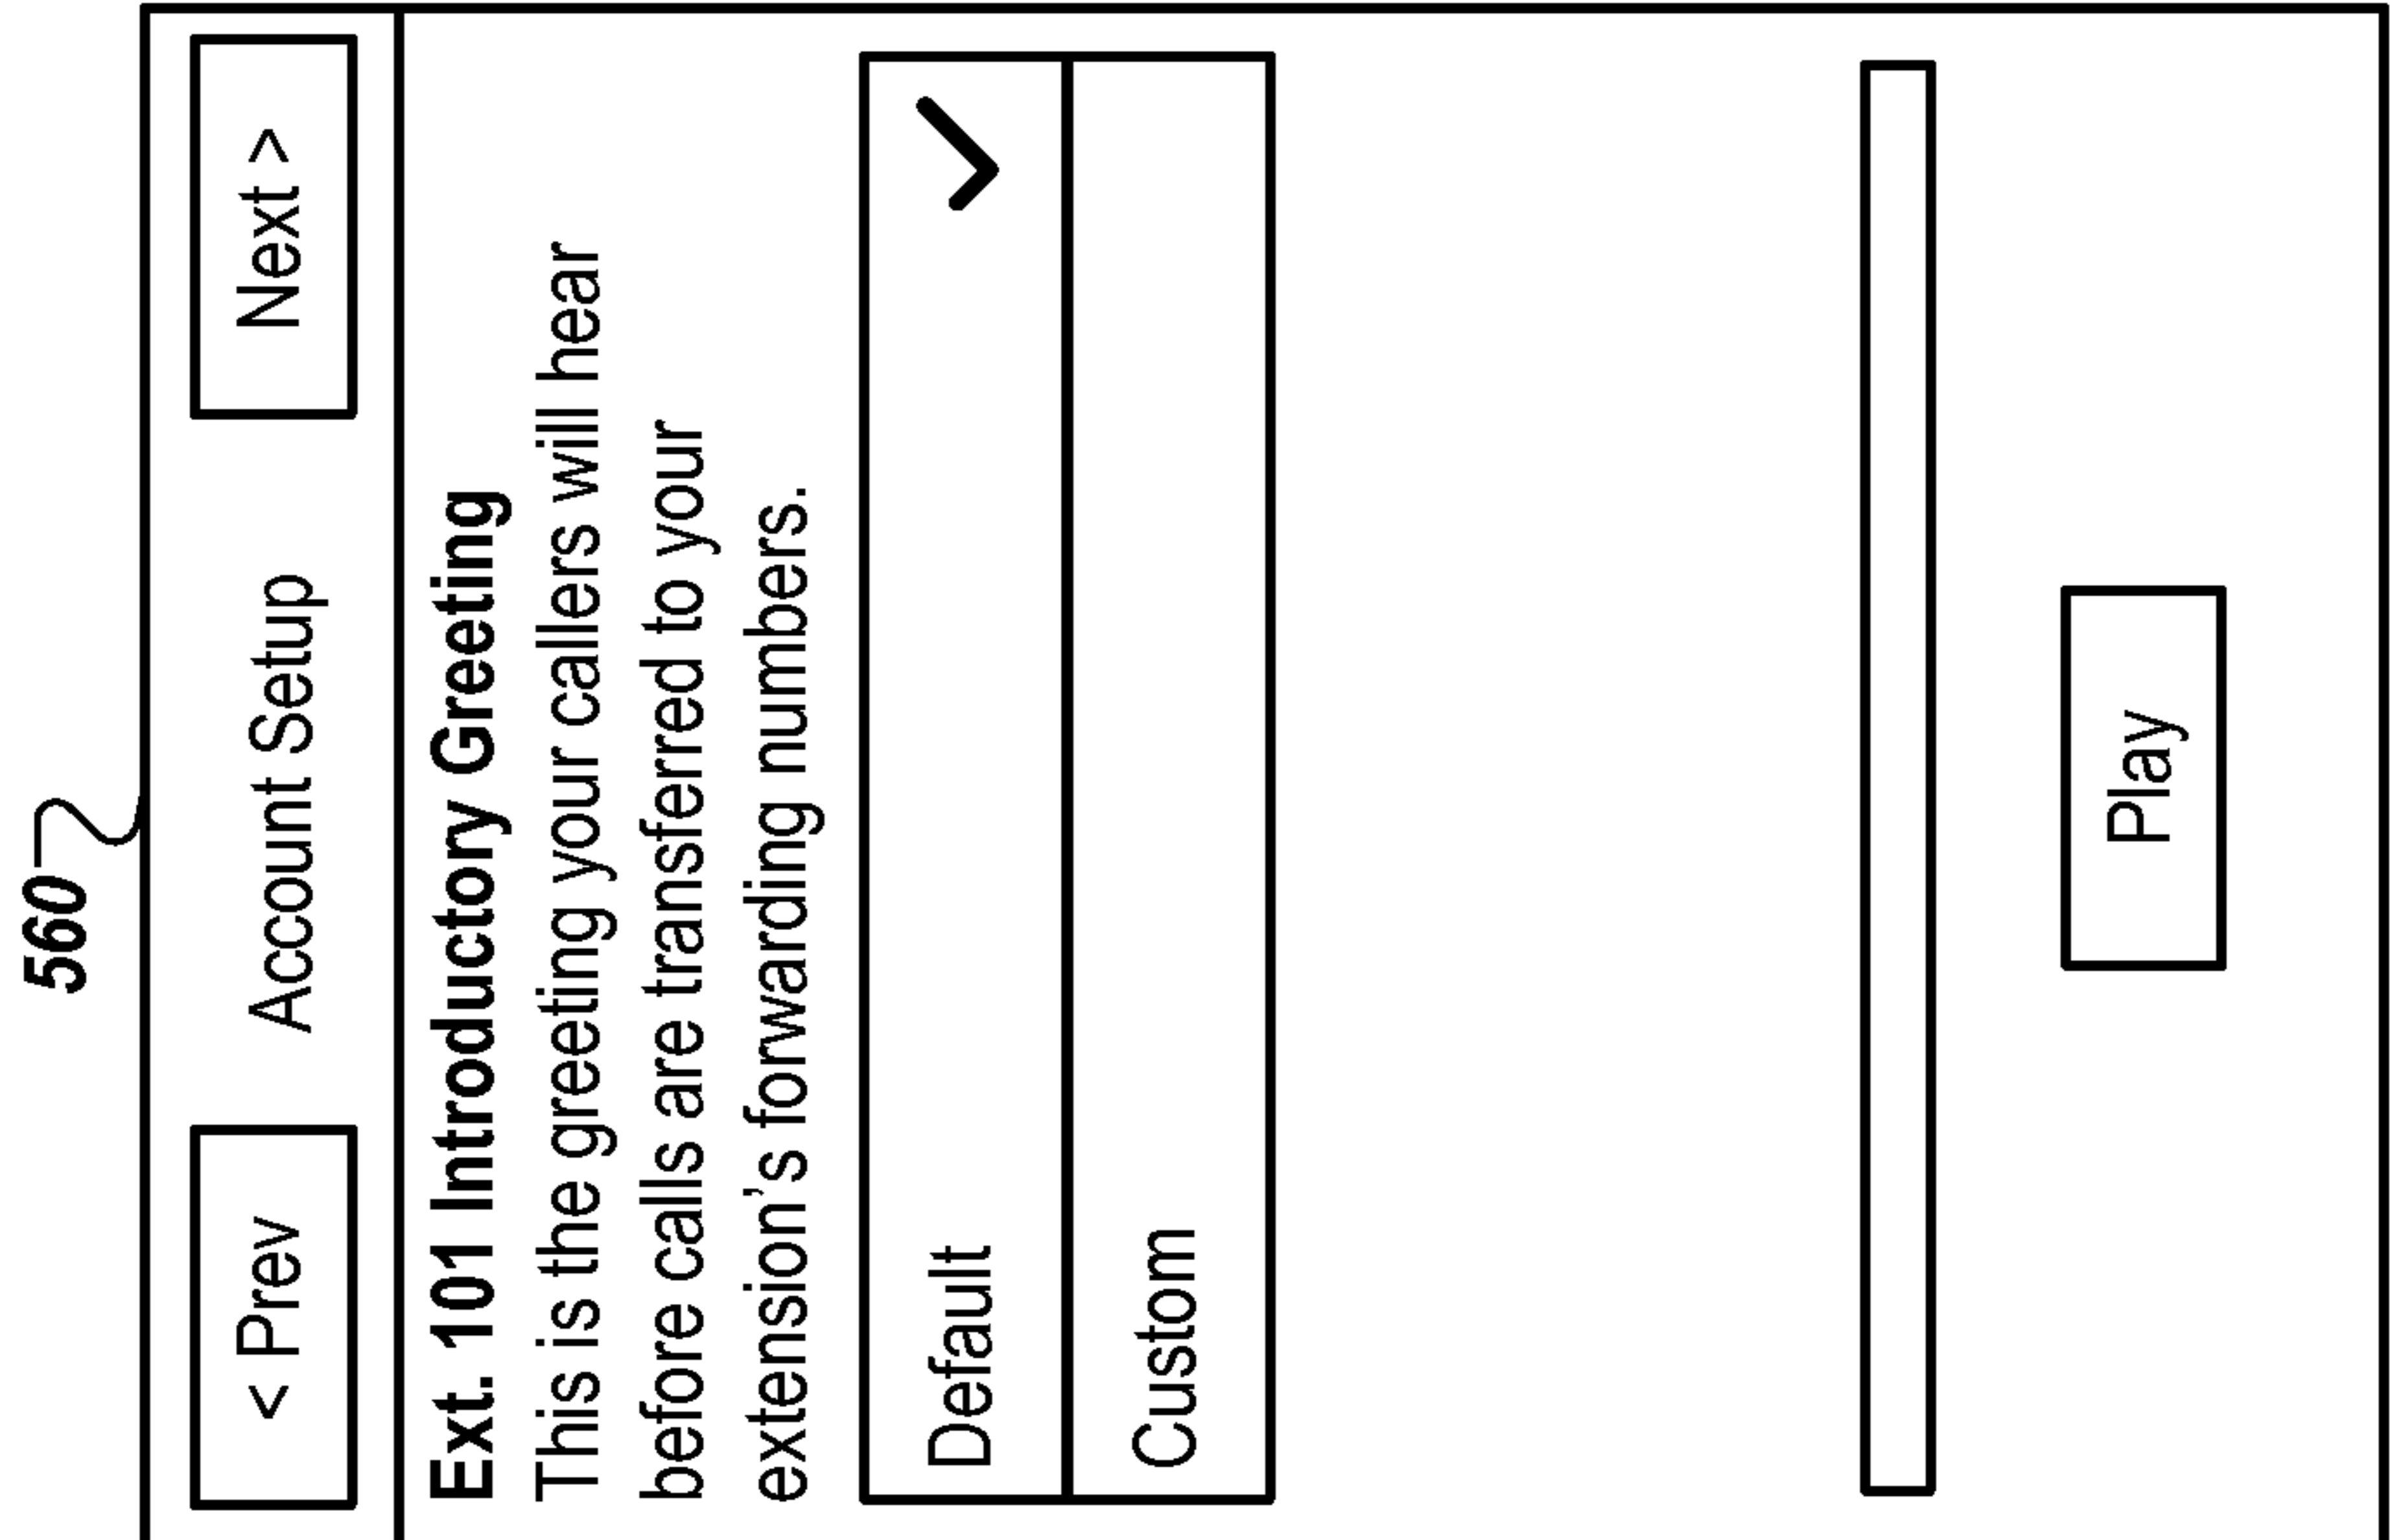 560
< Prev Account Setup Next >
Ext. 101 Introductory Greeting
This is the greeting your callers will hear
before calls are transferred to your
extension's forwarding numbers.
Default
Custom
Play